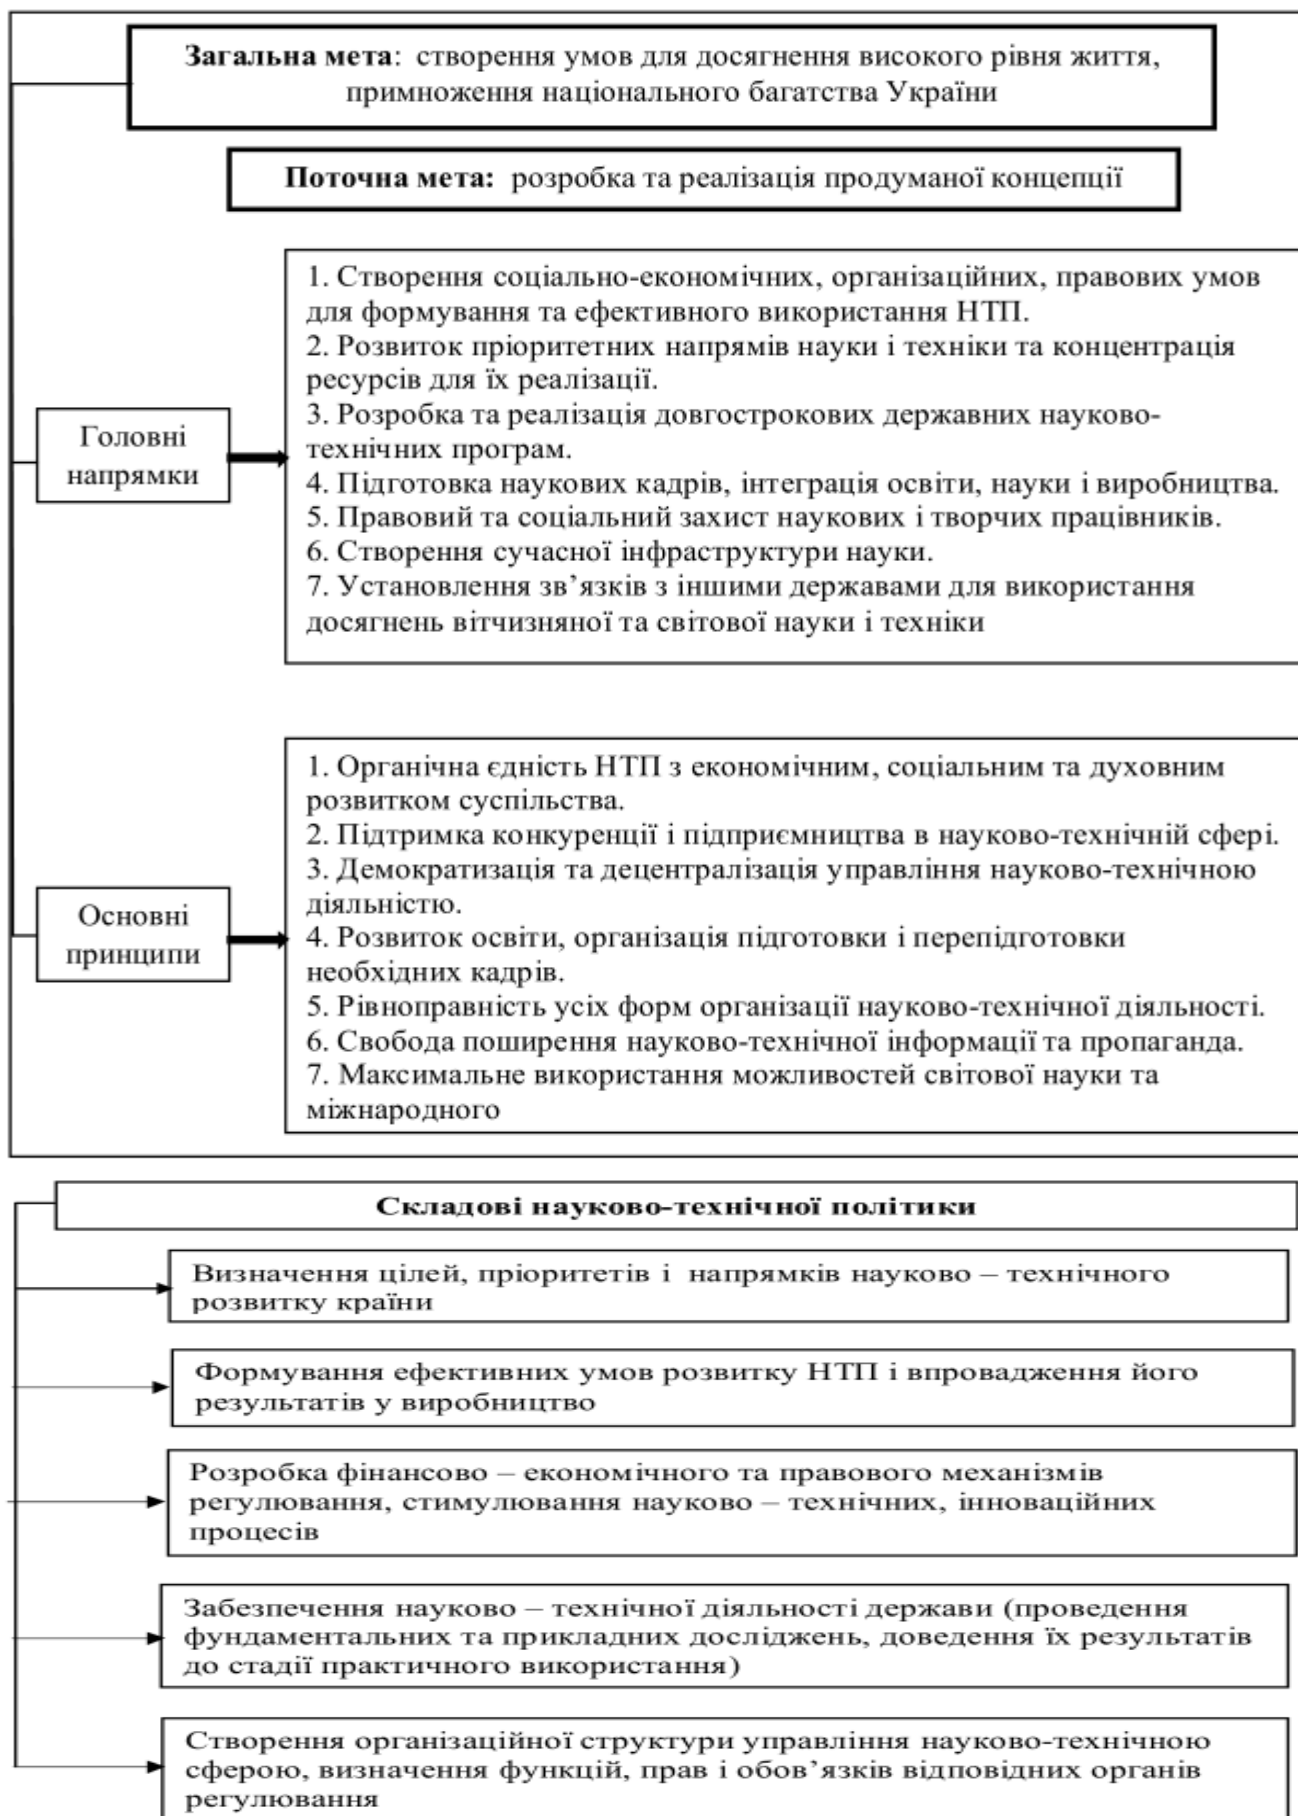 Загальна мета: створення умов для досягнення високого рівня життя,
примноження національного багатства України
Поточна мета: розробка та реалізація продуманої концепції
1. Створення соціально-економічних, організаційних, правових умов
для формування та ефективного використання НТП.
2. Розвиток пріоритетних напрямів науки і техніки та концентрація
ресурсів для їх реалізації.
3. Розробка та реалізація довгострокових державних науково-
технічних програм.
4. Підготовка наукових кадрів, інтеграція освіти, науки і виробництва.
5. Правовий та соціальний захист наукових і творчих працівників.
6. Створення сучасної інфраструктури науки.
7. Установлення зв’язків з іншими державами для використання
досягнень вітчизняної та світової науки і техніки
Головні
напрямки
1. Органічна єдність НТП з економічним, соціальним та духовним
розвитком суспільства.
2. Підтримка конкуренції і підприємництва в науково-технічній сфері.
3. Демократизація та децентралізація управління науково-технічною
діяльністю.
4. Розвиток освіти, організація підготовки і перепідготовки
необхідних кадрів.
5. Рівноправність усіх форм організації науково-технічної діяльності.
6. Свобода поширення науково-технічної інформації та пропаганда.
7. Максимальне використання можливостей світової науки та
міжнародного
Основні
принципи
Складові науково-технічної політики
Визначення цілей, пріоритетів і напрямків науково – технічного
розвитку країни
Формування ефективних умов розвитку НТП і впровадження його
результатів у виробництво
Розробка фінансово – економічного та правового механізмів
регулювання, стимулювання науково – технічних, інноваційних
процесів
Забезпечення науково – технічної діяльності держави (проведення
фундаментальних та прикладних досліджень, доведення їх результатів
до стадії практичного використання)
Створення організаційної структури управління науково-технічною
сферою, визначення функцій, прав і обов’язків відповідних органів
регулювання